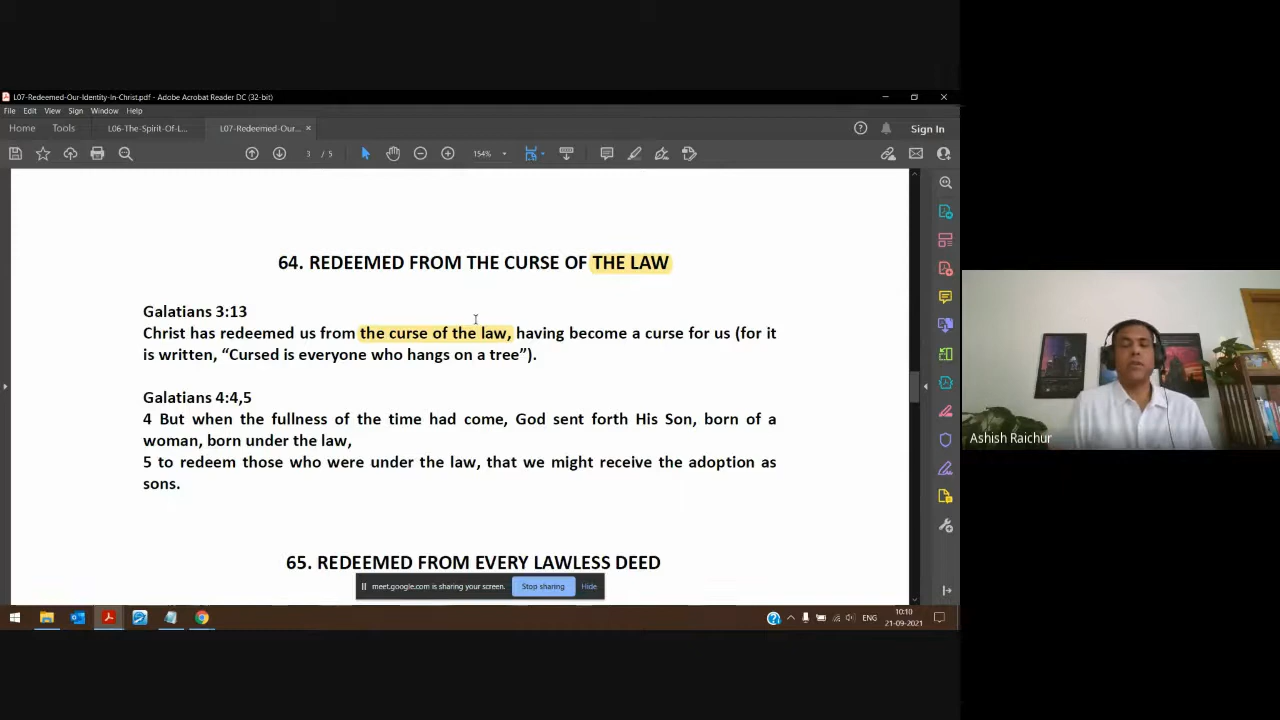 L07-Redeemed-Our-Identity-In-Christ.pdf - Adobe Acrobat Reader DC (32-bit)
File Edit View Sign Window Help
Home Tools L06-The-Spirit-Of-L... L07-Redeemed-Our... × Sign In
3 / 5 154%
64. REDEEMED FROM THE CURSE OF THE LAW
Galatians 3:13
Christ has redeemed us from the curse of the law, having become a curse for us (for it
is written, “Cursed is everyone who hangs on a tree”).
Galatians 4:4,5
4 But when the fullness of the time had come, God sent forth His Son, born of a
woman, born under the law,
5 to redeem those who were under the law, that we might receive the adoption as
sons.
65. REDEEMED FROM EVERY LAWLESS DEED
meet.google.com is sharing your screen. Stop sharing Hide
ENG 10:10
21-09-2021
Ashish Raichur